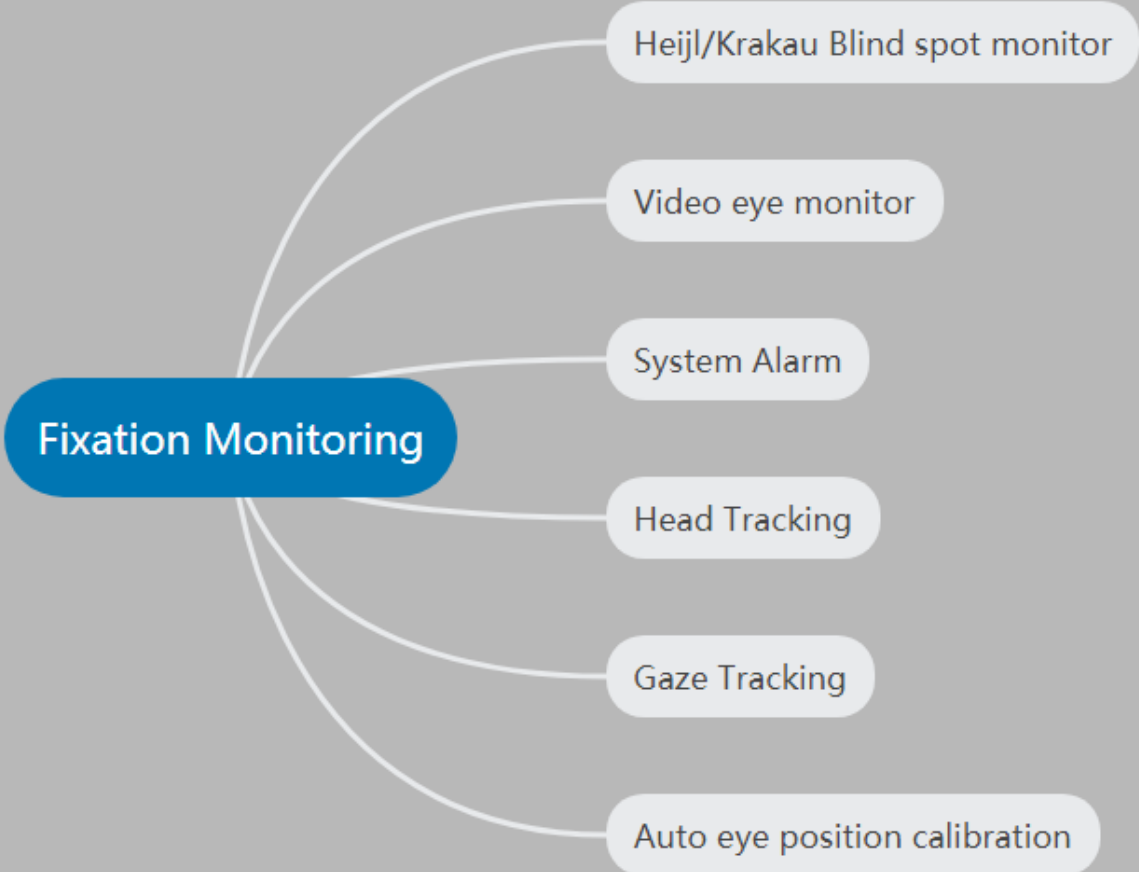 Heijl/Krakau Blind spot monitor
Video eye monitor
System Alarm
Fixation Monitoring
Head Tracking
Gaze Tracking
Auto eye position calibration